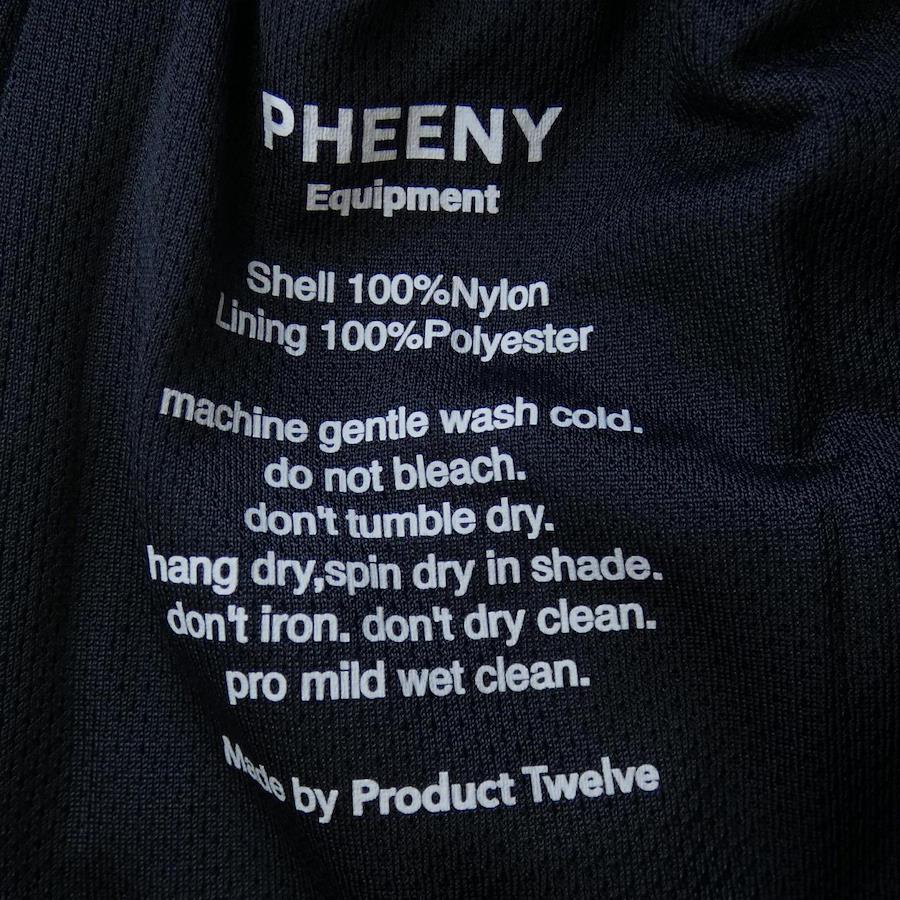 PHEENY
Equipment
Shell 100%Nylon
Lining 100%Polyester
machine gentle wash cold.
do not bleach.
don't tumble dry.
hang dry,spin dry in shade.
don't iron. don't dry clean.
pro mild wet clean.
Made by Product Twelve